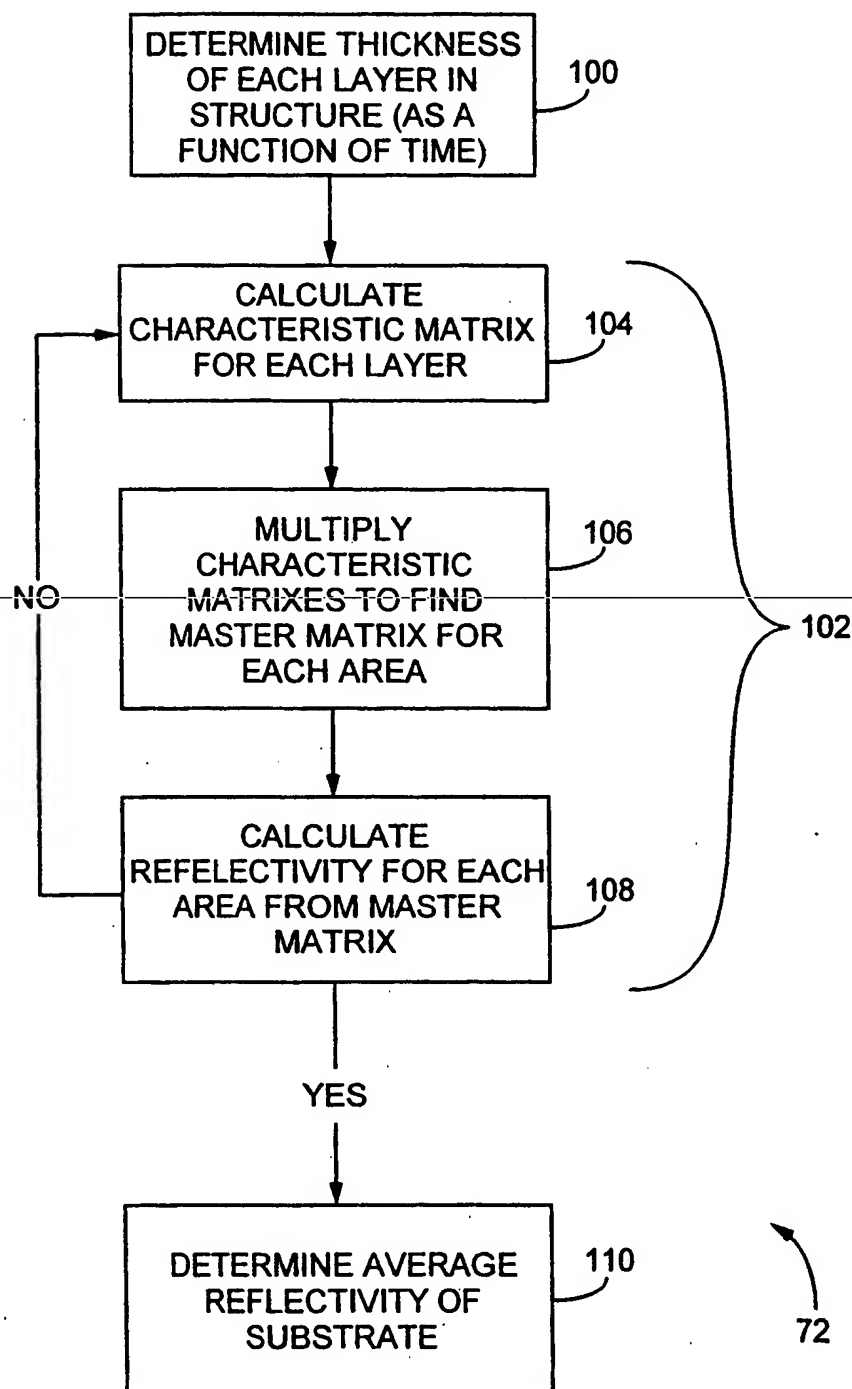 DETERMINE THICKNESS
OF EACH LAYER IN
STRUCTURE (AS A
FUNCTION OF TIME)
100
CALCULATE
CHARACTERISTIC MATRIX
FOR EACH LAYER
104
MULTIPLY
CHARACTERISTIC
MATRIXES TO FIND
MASTER MATRIX FOR
EACH AREA
106
NO
102
CALCULATE
REFELECTIVITY FOR EACH
AREA FROM MASTER
MATRIX
108
YES
DETERMINE AVERAGE
REFLECTIVITY OF
SUBSTRATE
110
72